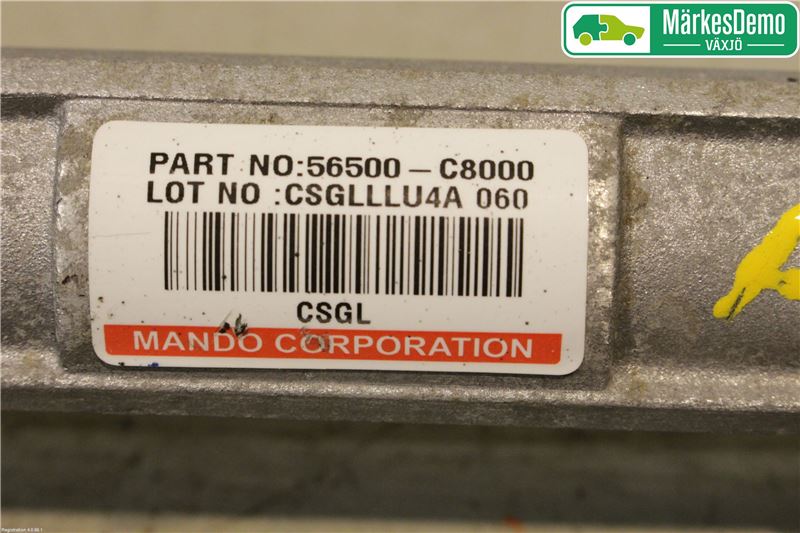 MärkesDemo
VÄXJÖ
PART NO:56500-C8000
LOT NO :CSGLLLU4A 060
CSGL
MANDO CORPORATION